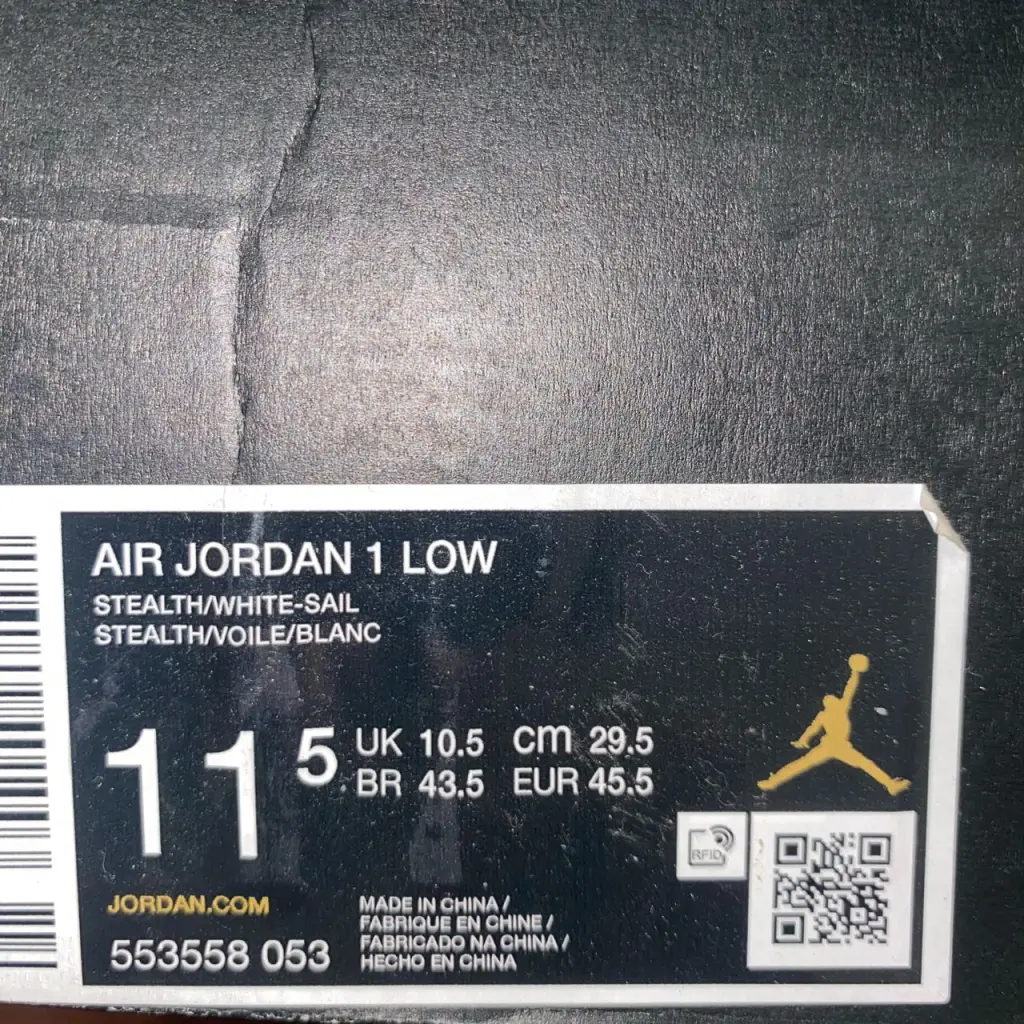 AIR JORDAN 1 LOW
STEALTH/WHITE-SAIL
STEALTH/VOILE/BLANC
11.5
UK 10.5 cm 29.5
BR 43.5 EUR 45.5
RFID
JORDAN.COM
553558 053
MADE IN CHINA /
FABRIQUE EN CHINE /
FABRICADO NA CHINA /
HECHO EN CHINA